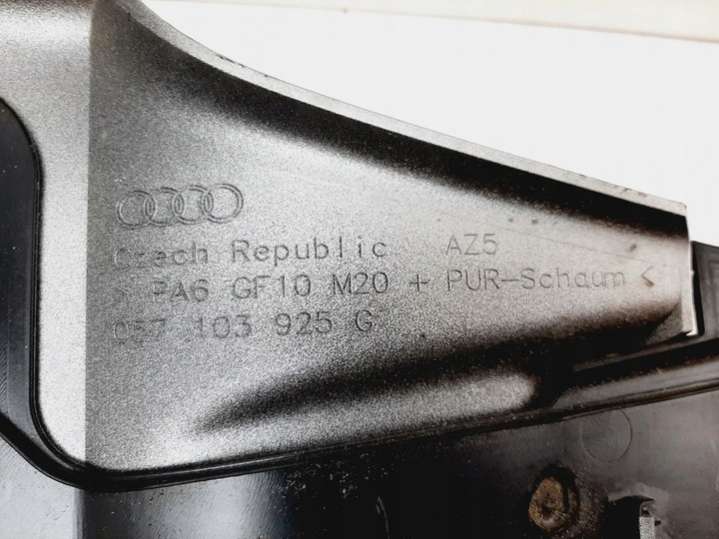 Czech Republic AZ5
> PA6 GF10 M20 + PUR-Schaum <
057 103 925 G